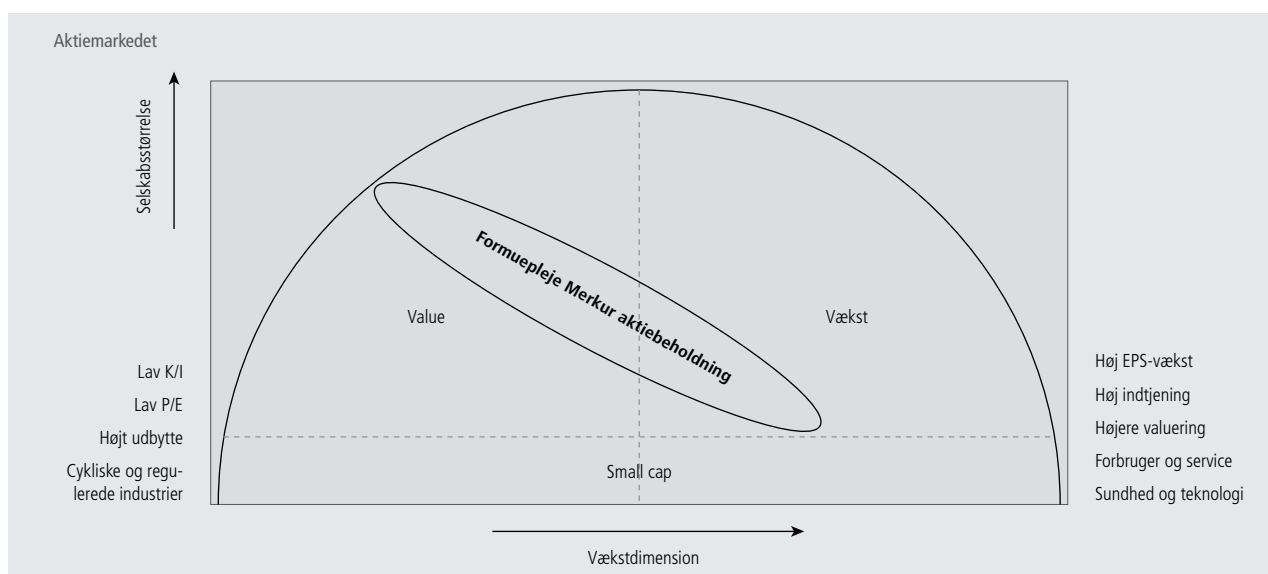 Aktiemarkedet
Selskabsstørrelse
Formuepleje Merkur aktiebeholdning
Value
Vækst
Lav K/I
Lav P/E
Højt udbytte
Cykliske og regu-
lerede industrier
Høj EPS-vækst
Høj indtjening
Højere valuering
Forbruger og service
Sundhed og teknologi
Small cap
Vækstdimension